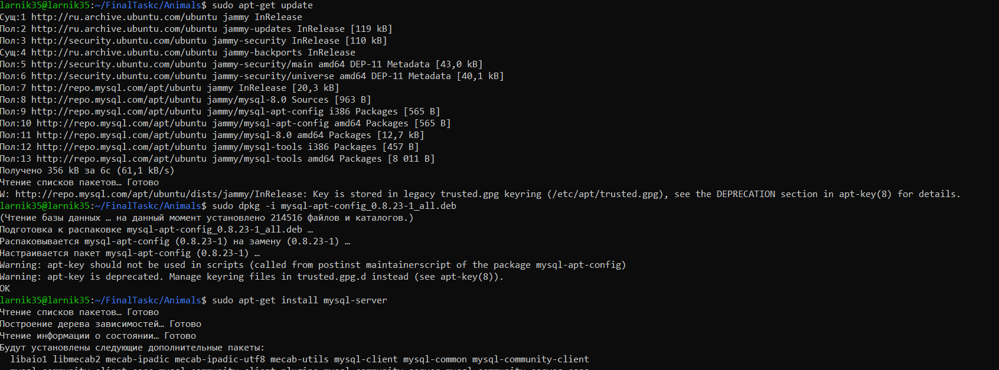 larnik35@larnik35:~/FinalTaskc/Animals$ sudo apt-get update
Сущ:1 http://ru.archive.ubuntu.com/ubuntu jammy InRelease
Пол:2 http://ru.archive.ubuntu.com/ubuntu jammy-updates InRelease [119 kB]
Пол:3 http://security.ubuntu.com/ubuntu jammy-security InRelease [110 kB]
Сущ:4 http://ru.archive.ubuntu.com/ubuntu jammy-backports InRelease
Пол:5 http://security.ubuntu.com/ubuntu jammy-security/main amd64 DEP-11 Metadata [43,0 kB]
Пол:6 http://security.ubuntu.com/ubuntu jammy-security/universe amd64 DEP-11 Metadata [40,1 kB]
Пол:7 http://repo.mysql.com/apt/ubuntu jammy InRelease [20,3 kB]
Пол:8 http://repo.mysql.com/apt/ubuntu jammy/mysql-8.0 Sources [963 B]
Пол:9 http://repo.mysql.com/apt/ubuntu jammy/mysql-apt-config i386 Packages [565 B]
Пол:10 http://repo.mysql.com/apt/ubuntu jammy/mysql-apt-config amd64 Packages [565 B]
Пол:11 http://repo.mysql.com/apt/ubuntu jammy/mysql-8.0 amd64 Packages [12,7 kB]
Пол:12 http://repo.mysql.com/apt/ubuntu jammy/mysql-tools i386 Packages [457 B]
Пол:13 http://repo.mysql.com/apt/ubuntu jammy/mysql-tools amd64 Packages [8 011 B]
Получено 356 kB за 6с (61,1 kB/s)
Чтение списков пакетов… Готово
W: http://repo.mysql.com/apt/ubuntu/dists/jammy/InRelease: Key is stored in legacy trusted.gpg keyring (/etc/apt/trusted.gpg), see the DEPRECATION section in apt-key(8) for details.
larnik35@larnik35:~/FinalTaskc/Animals$ sudo dpkg -i mysql-apt-config_0.8.23-1_all.deb
(Чтение базы данных … на данный момент установлено 214516 файлов и каталогов.)
Подготовка к распаковке mysql-apt-config_0.8.23-1_all.deb …
Распаковывается mysql-apt-config (0.8.23-1) на замену (0.8.23-1) …
Настраивается пакет mysql-apt-config (0.8.23-1) …
Warning: apt-key should not be used in scripts (called from postinst maintainerscript of the package mysql-apt-config)
Warning: apt-key is deprecated. Manage keyring files in trusted.gpg.d instead (see apt-key(8)).
OK
larnik35@larnik35:~/FinalTaskc/Animals$ sudo apt-get install mysql-server
Чтение списков пакетов… Готово
Построение дерева зависимостей… Готово
Чтение информации о состоянии… Готово
Будут установлены следующие дополнительные пакеты:
libaio1 libmecab2 mecab-ipadic mecab-ipadic-utf8 mecab-utils mysql-client mysql-common mysql-community-client